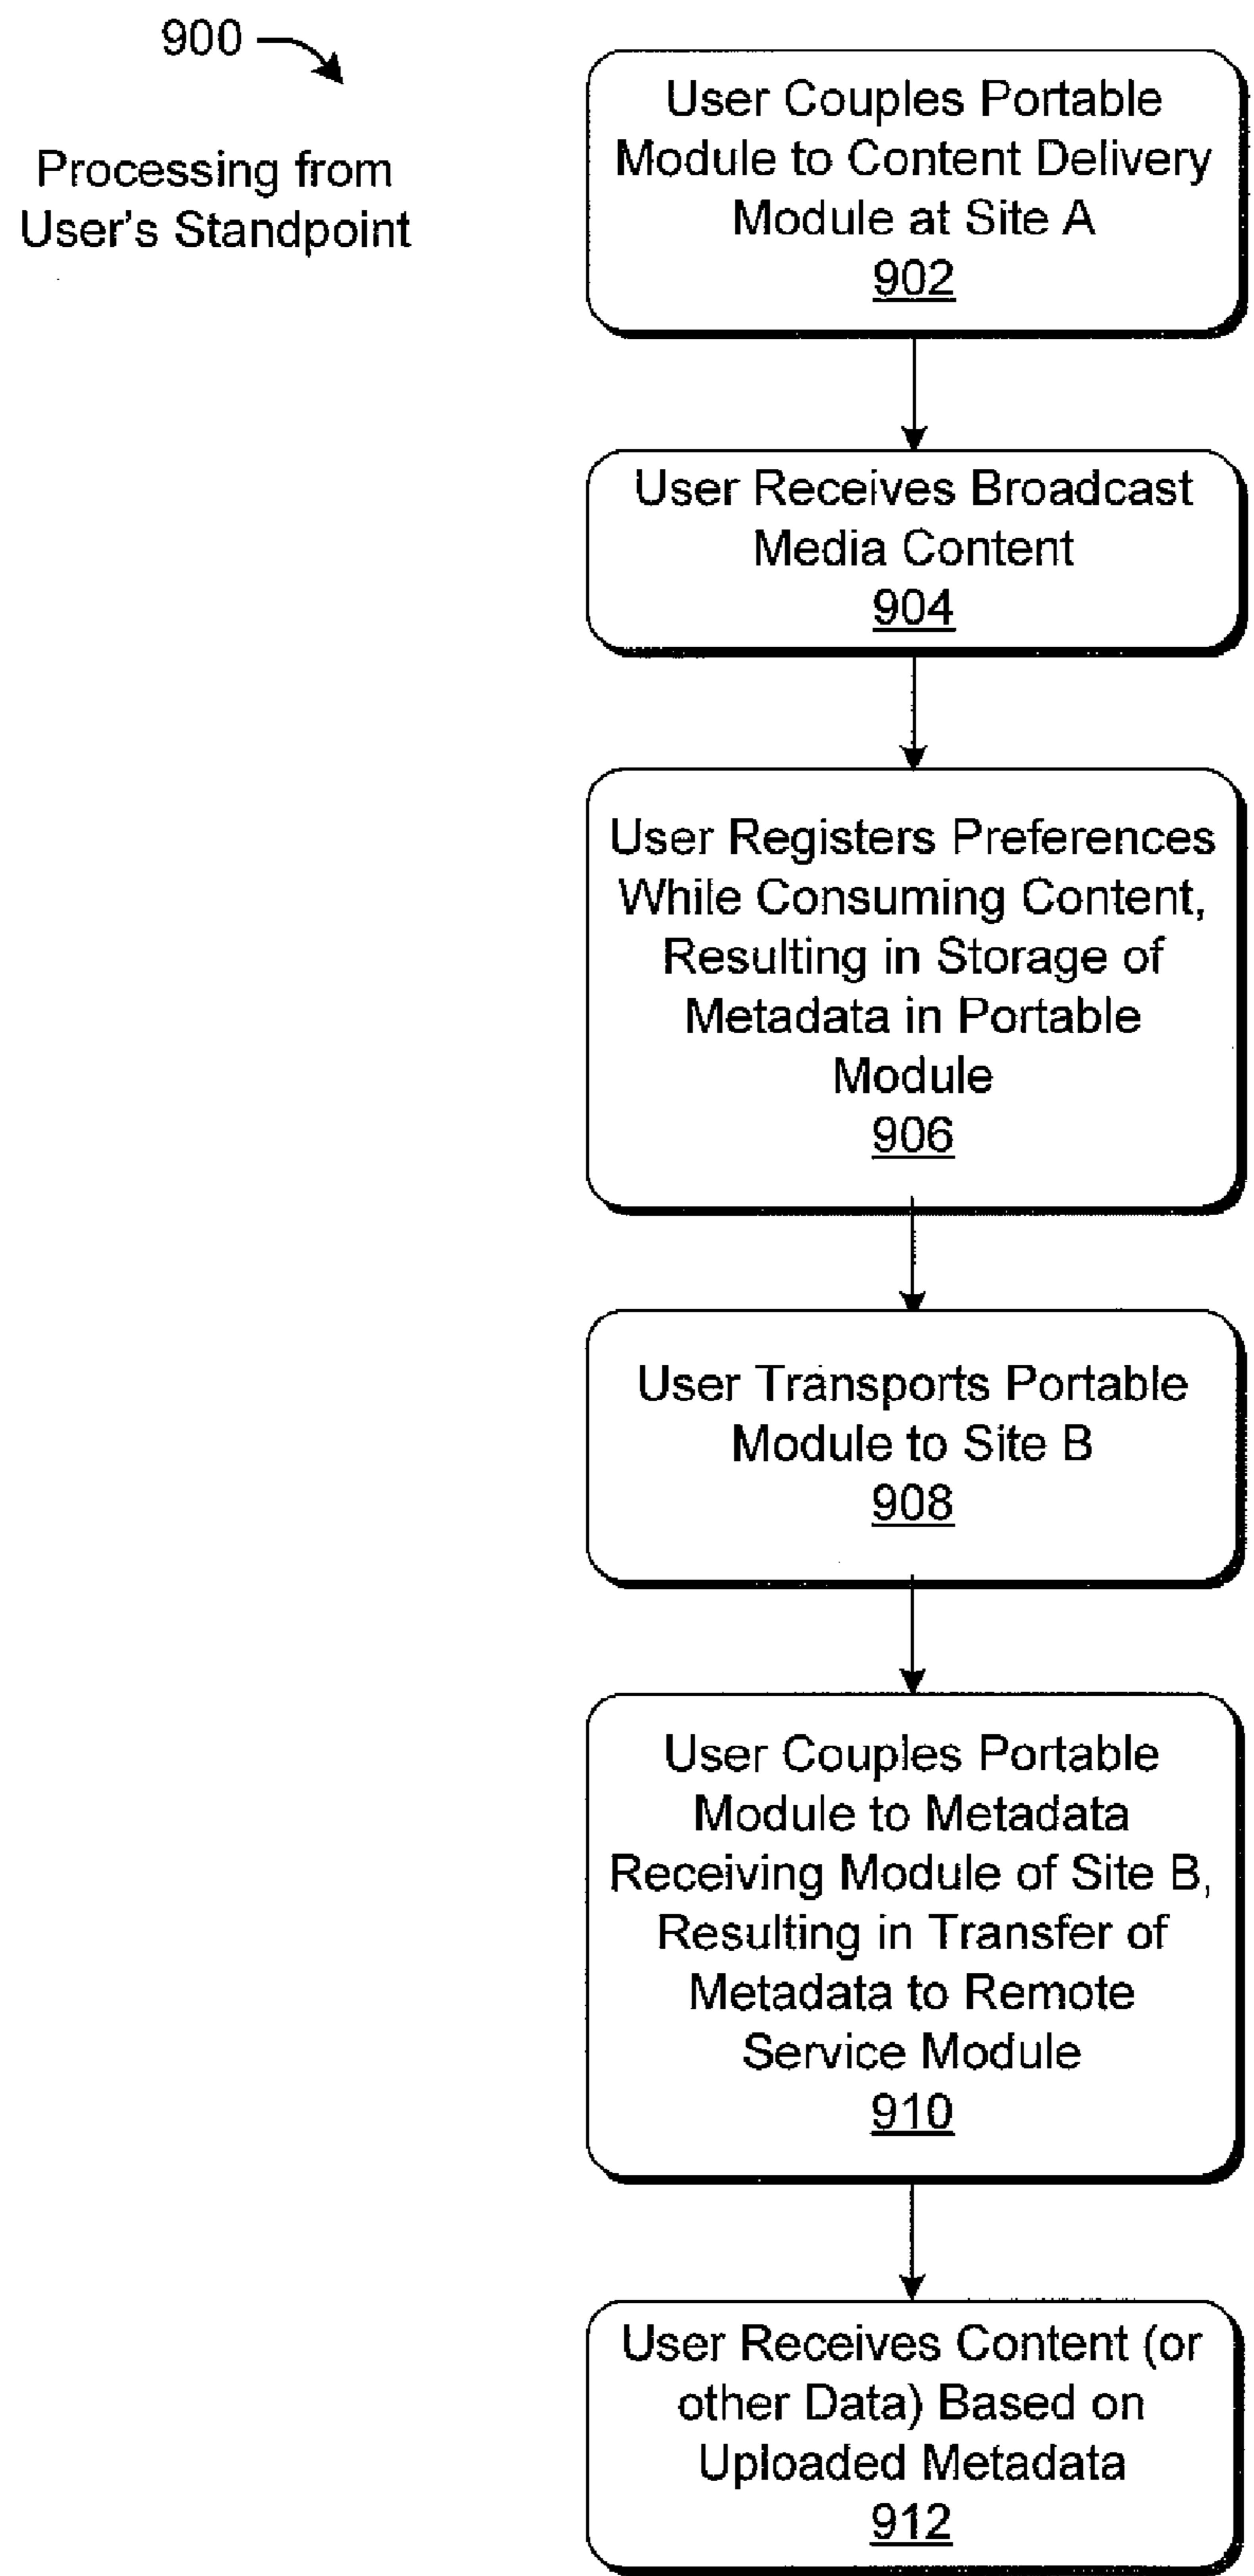 900
Processing from
User's Standpoint
User Couples Portable
Module to Content Delivery
Module at Site A
902
User Receives Broadcast
Media Content
904
User Registers Preferences
While Consuming Content,
Resulting in Storage of
Metadata in Portable
Module
906
User Transports Portable
Module to Site B
908
User Couples Portable
Module to Metadata
Receiving Module of Site B,
Resulting in Transfer of
Metadata to Remote
Service Module
910
User Receives Content (or
other Data) Based on
Uploaded Metadata
912